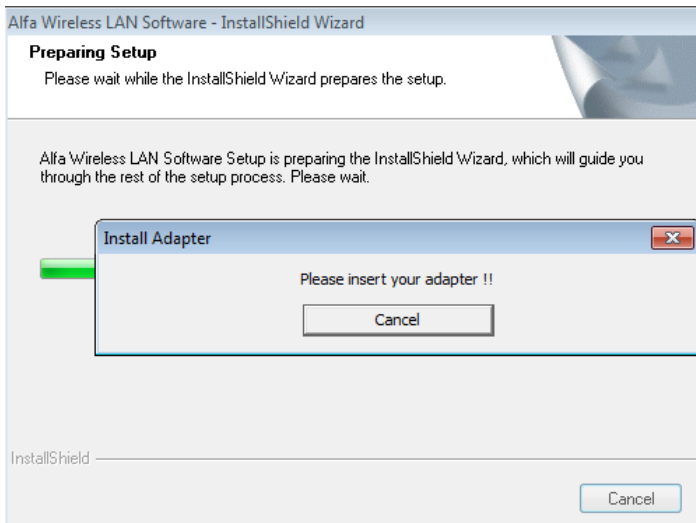 Alfa Wireless LAN Software - InstallShield Wizard
Preparing Setup
Please wait while the InstallShield Wizard prepares the setup.
Alfa Wireless LAN Software Setup is preparing the InstallShield Wizard, which will guide you
through the rest of the setup process. Please wait.
Install Adapter
Please insert your adapter !!
Cancel
InstallShield
Cancel